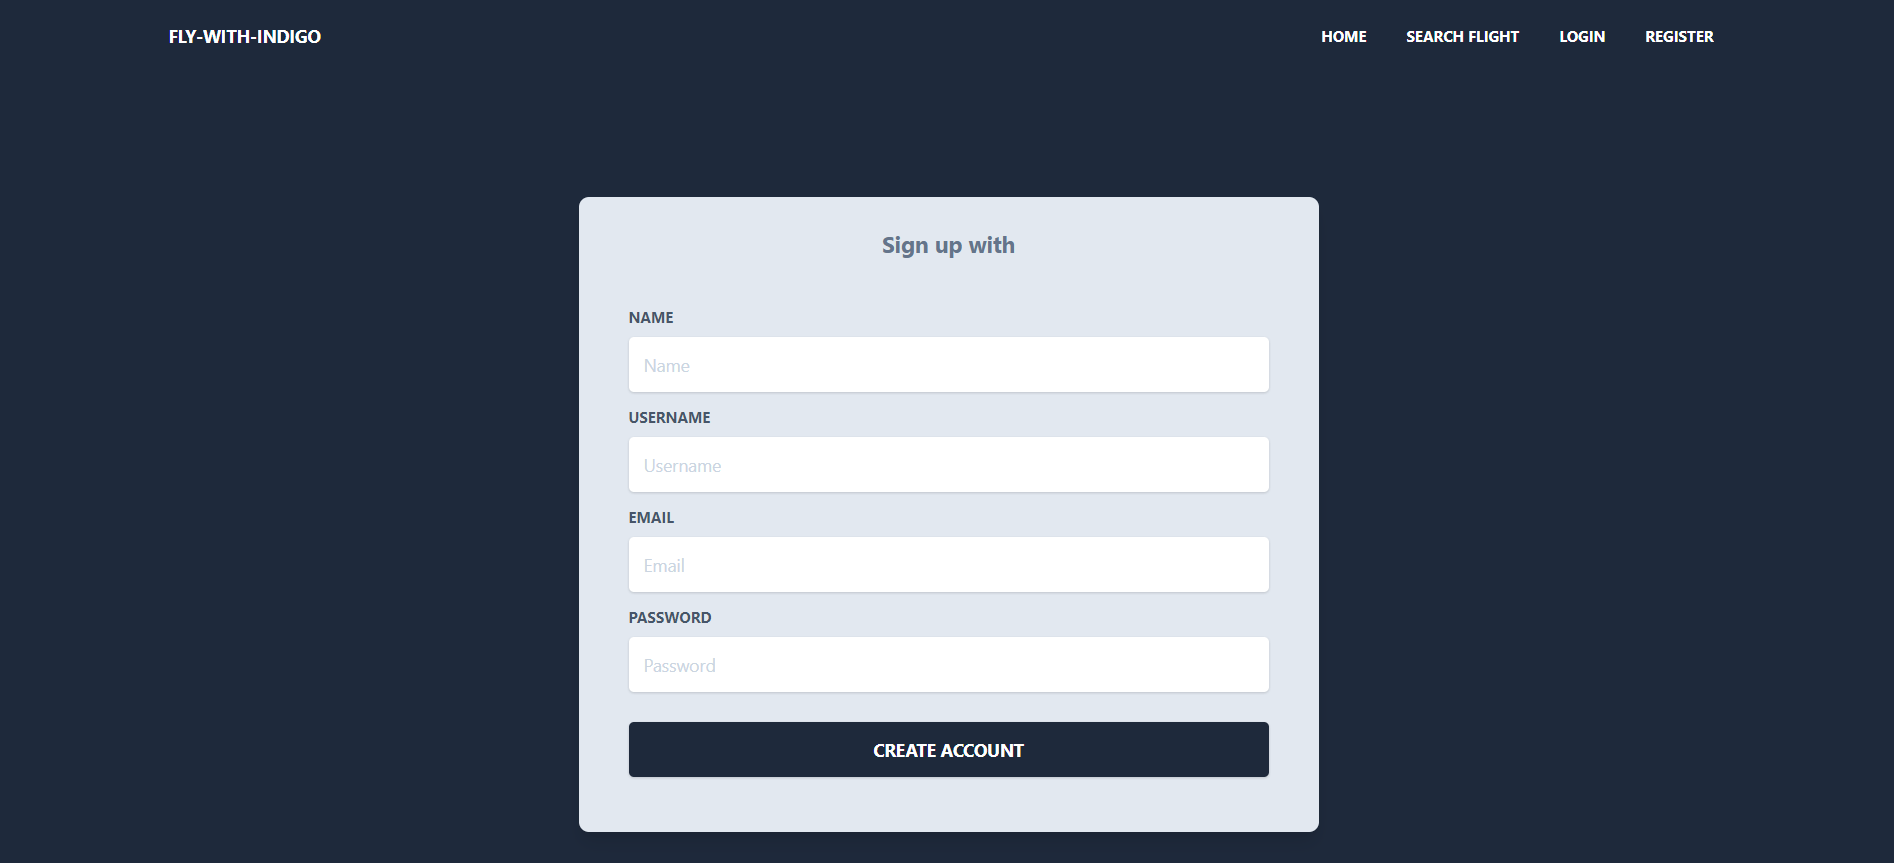 FLY-WITH-INDIGO
HOME SEARCH FLIGHT LOGIN REGISTER
Sign up with
NAME
Name
USERNAME
Username
EMAIL
Email
PASSWORD
Password
CREATE ACCOUNT